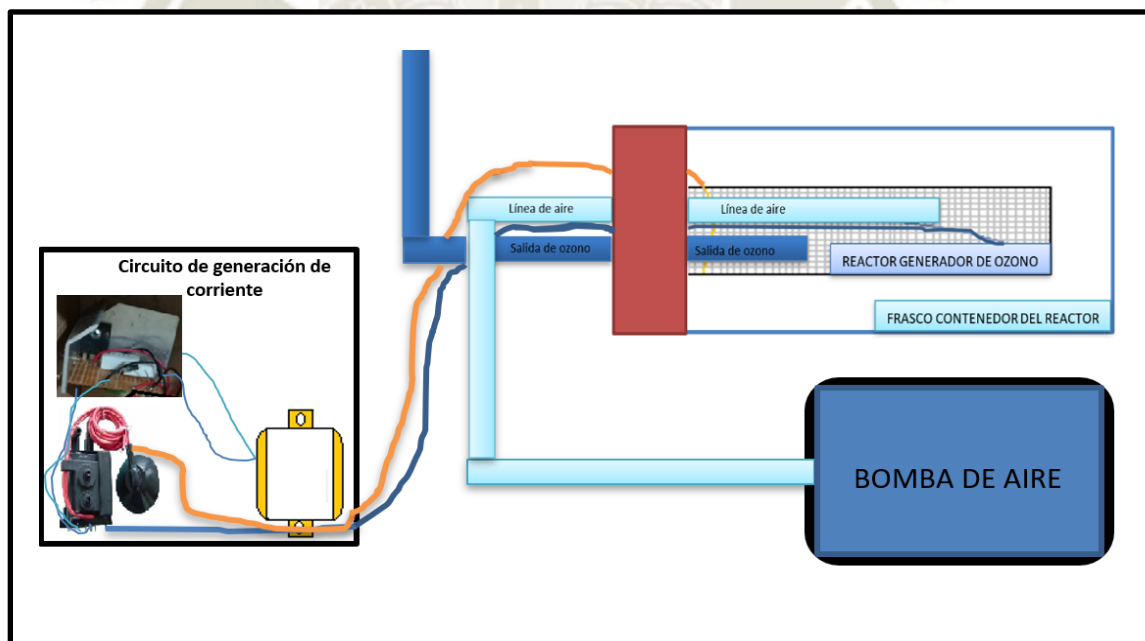 Línea de aire
Línea de aire
Salida de ozono
Salida de ozono
REACTOR GENERADOR DE OZONO
Circuito de generación de
corriente
FRASCO CONTENEDOR DEL REACTOR
BOMBA DE AIRE